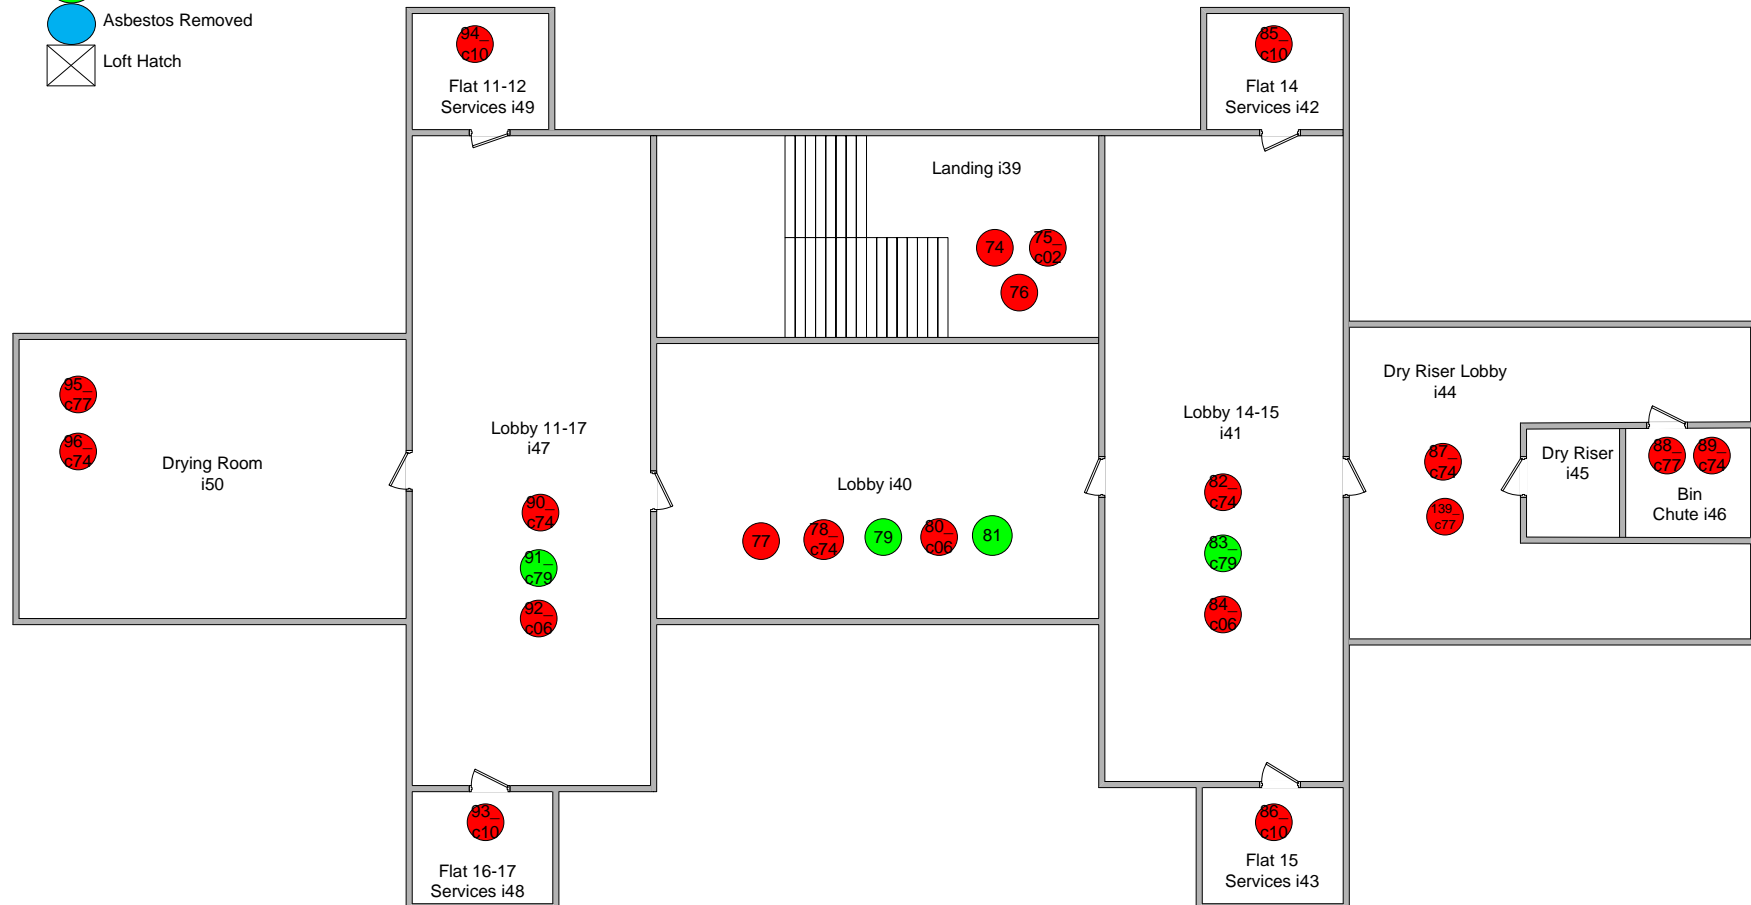 Asbestos Removed
Loft Hatch
94_
c10
Flat 11-12
Services i49
85_
c10
Flat 14
Services i42
Landing i39
74
75_
c02
76
Dry Riser Lobby
i44
95_
c77
96_
c74
Drying Room
i50
Lobby 11-17
i47
90_
c74
91_
c79
92_
c06
Lobby i40
77
78_
c74
79
80_
c06
81
Lobby 14-15
i41
82_
c74
83_
c79
84_
c06
87_
c74
139_
c77
Dry Riser
i45
88_
c77
89_
c74
Bin
Chute i46
93_
c10
Flat 16-17
Services i48
86_
c10
Flat 15
Services i43